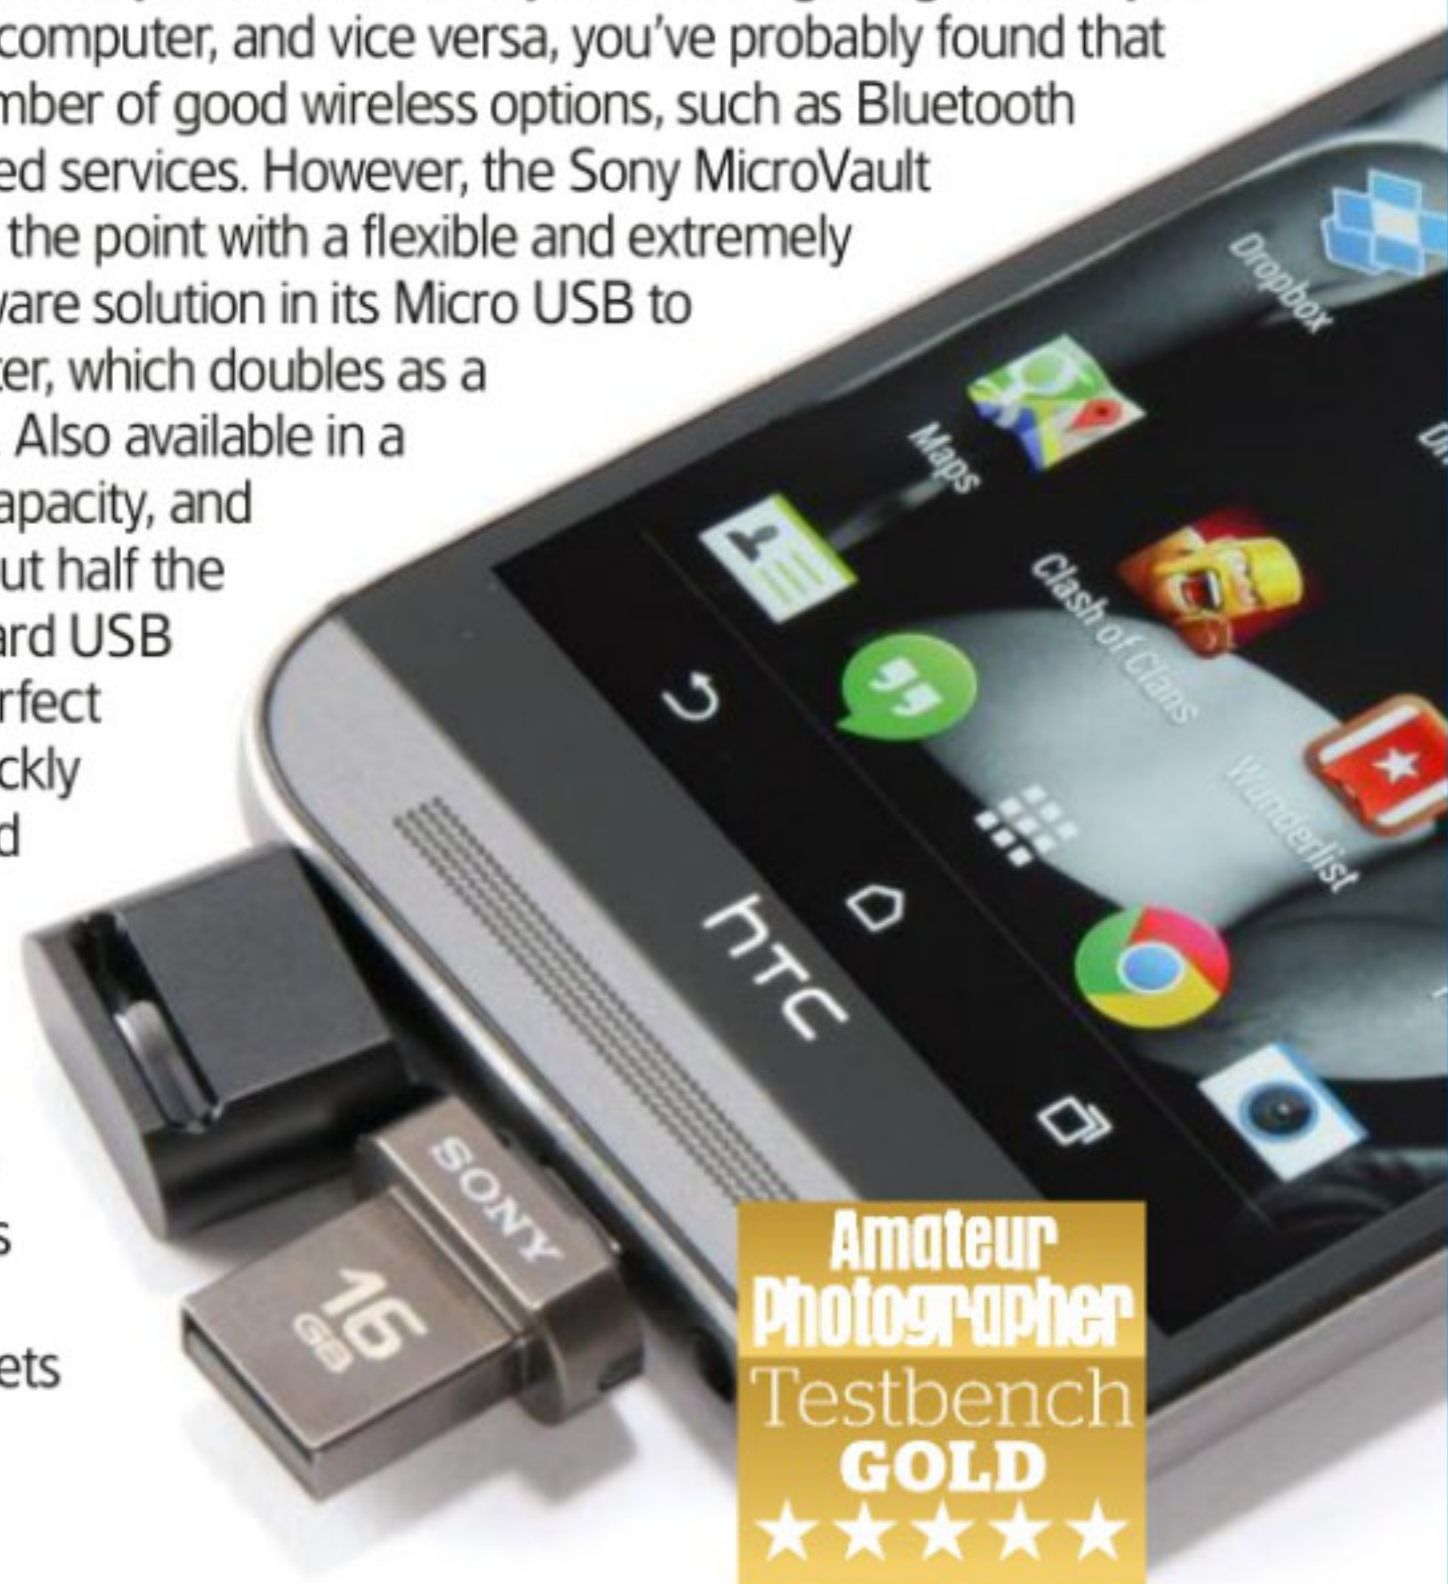 computer, and vice versa, you've probably found that
mber of good wireless options, such as Bluetooth
ed services. However, the Sony MicroVault
the point with a flexible and extremely
ware solution in its Micro USB to
ter, which doubles as a
. Also available in a
apacity, and
ut half the
ard USB
rfect
ckly
d
s
ets
Dropbox
Maps
Clash of Clans
Wunderlist
hTC
SONY
16
GB
Amateur
Photographer
Testbench
GOLD